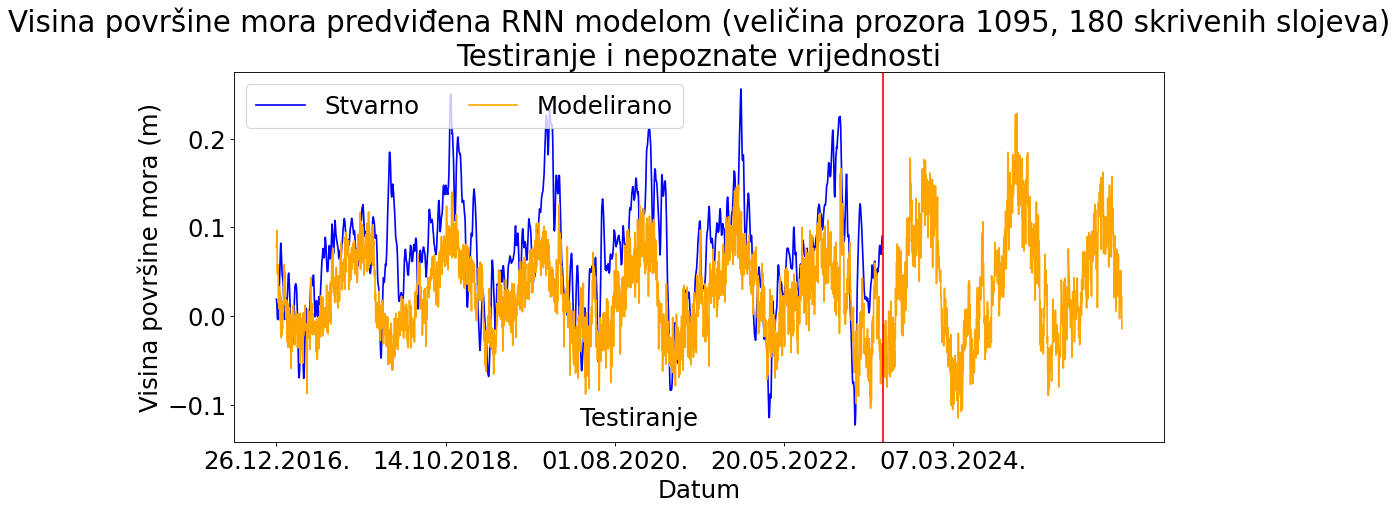 Visina površine mora predviđena RNN modelom (veličina prozora 1095, 180 skrivenih slojeva)
Testiranje i nepoznate vrijednosti
Stvarno
Modelirano
Visina površine mora (m)
0.2
0.1
0.0
−0.1
Testiranje
26.12.2016.
14.10.2018.
01.08.2020.
20.05.2022.
07.03.2024.
Datum